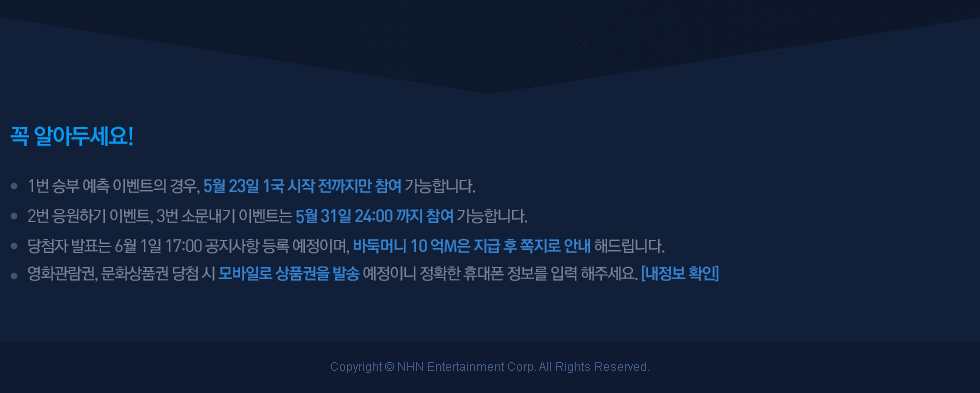 꼭 알아두세요!
1번 승부 예측 이벤트의 경우, 5월 23일 1국 시작 전까지만 참여 가능합니다.
2번 응원하기 이벤트, 3번 소문내기 이벤트는 5월 31일 24:00 까지 참여 가능합니다.
당첨자 발표는 6월 1일 17:00 공지사항 등록 예정이며, 바둑머니 10 억M은 지급 후 쪽지로 안내 해드립니다.
영화관람권, 문화상품권 당첨 시 모바일로 상품권을 발송 예정이니 정확한 휴대폰 정보를 입력 해주세요. [내정보 확인]
Copyright © NHN Entertainment Corp. All Rights Reserved.